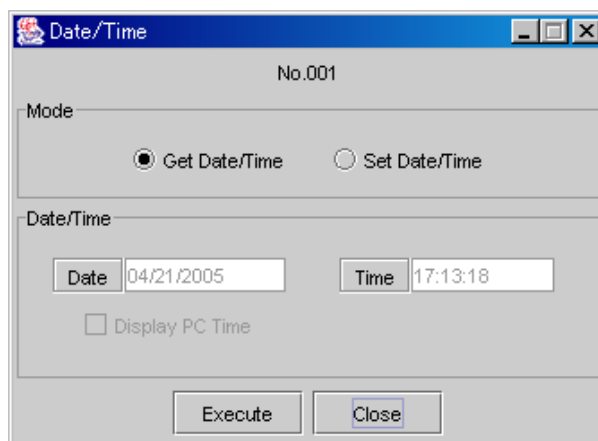 Date/Time
No.001
Mode
Get Date/Time Set Date/Time
Date/Time
Date 04/21/2005 Time 17:13:18
Display PC Time
Execute Close